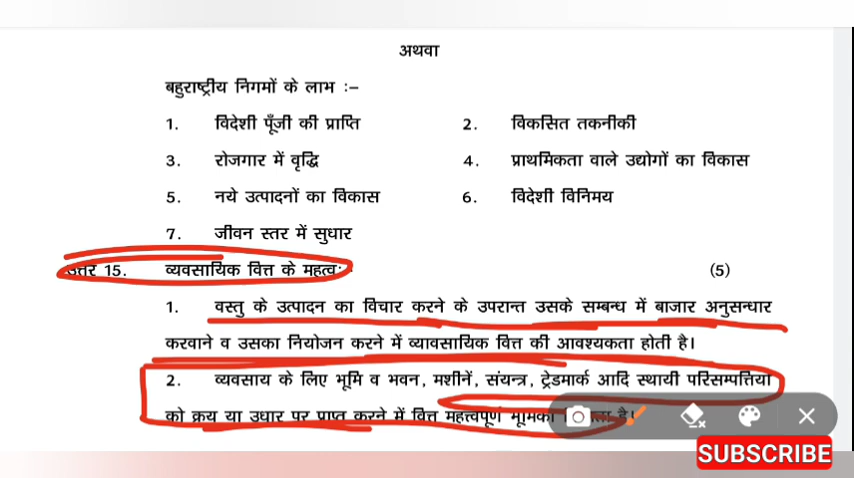 अथवा
बहुराष्ट्रीय निगमों के लाभ :–
1. विदेशी पूँजी की प्राप्ति 2. विकसित तकनीकी
3. रोजगार में वृद्धि 4. प्राथमिकता वाले उद्योगों का विकास
5. नये उत्पादनों का विकास 6. विदेशी विनिमय
7. जीवन स्तर में सुधार
उत्तर 15. व्यवसायिक वित्त के महत्व: (5)
1. वस्तु के उत्पादन का विचार करने के उपरान्त उसके सम्बन्ध में बाजार अनुसन्धार
करवाने व उसका नियोजन करने में व्यावसायिक वित्त की आवश्यकता होती है।
2. व्यवसाय के लिए भूमि व भवन, मशीनें, संयन्त्र, ट्रेडमार्क आदि स्थायी परिसम्पत्तियो
को क्रय या उधार पर प्राप्त करने में वित्त महत्वपूर्ण भूमिका है।
SUBSCRIBE